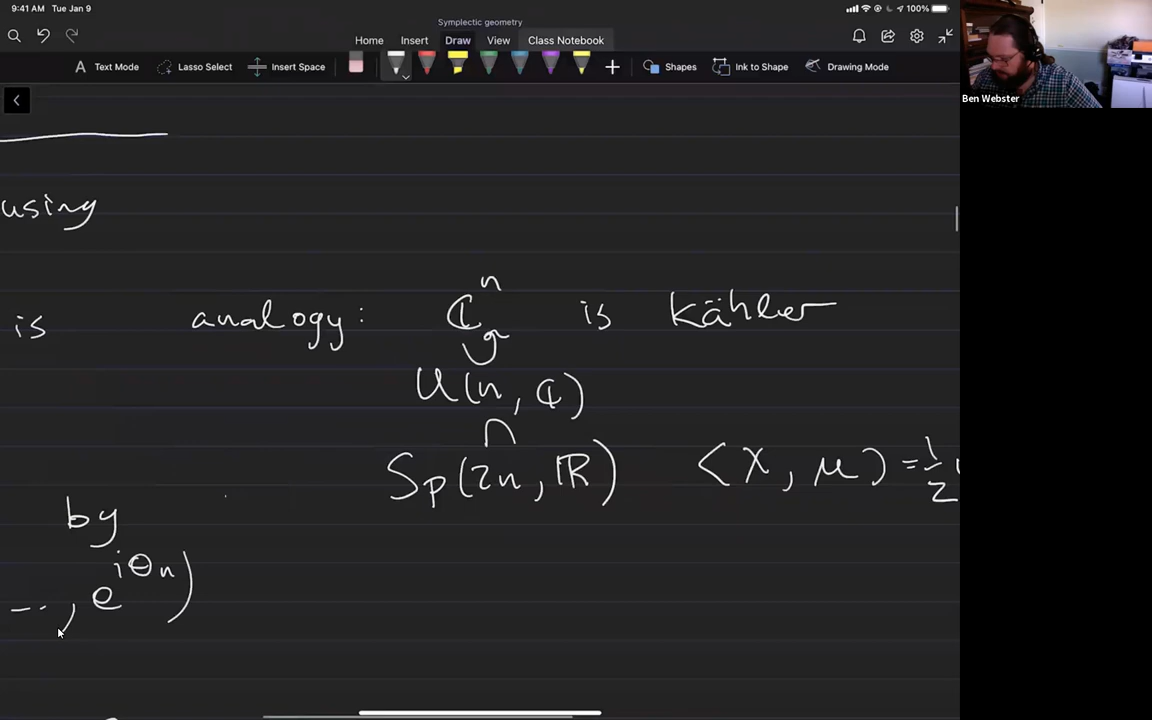 9:41 AM Tue Jan 9
100%
Symplectic geometry
Home Insert Draw View Class Notebook
Text Mode Lasso Select Insert Space Shapes Ink to Shape Drawing Mode
Ben Webster
using
is analogy: ℂⁿ is Kähler
U(n, ℂ)
∩
Sp(2n, ℝ) <X, μ) = 1/2
by
--, e^{iθn})